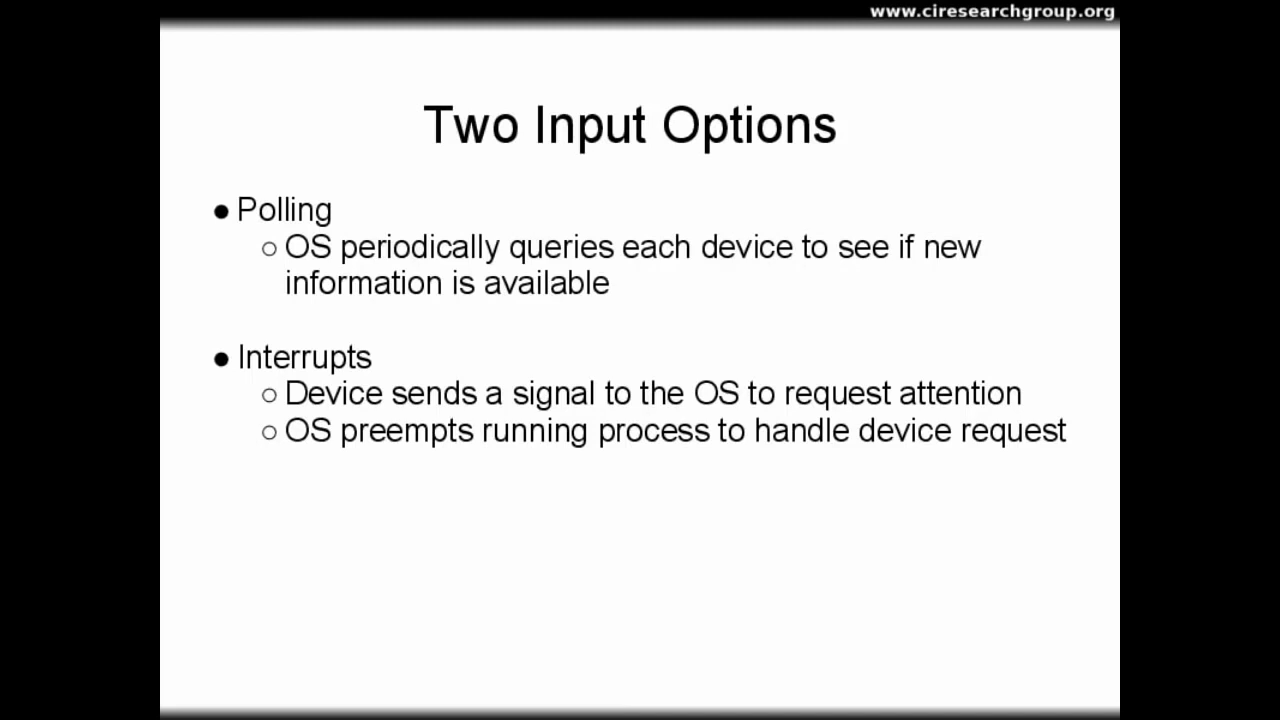 www.ciresearchgroup.org
Two Input Options
● Polling
○ OS periodically queries each device to see if new
information is available
● Interrupts
○ Device sends a signal to the OS to request attention
○ OS preempts running process to handle device request